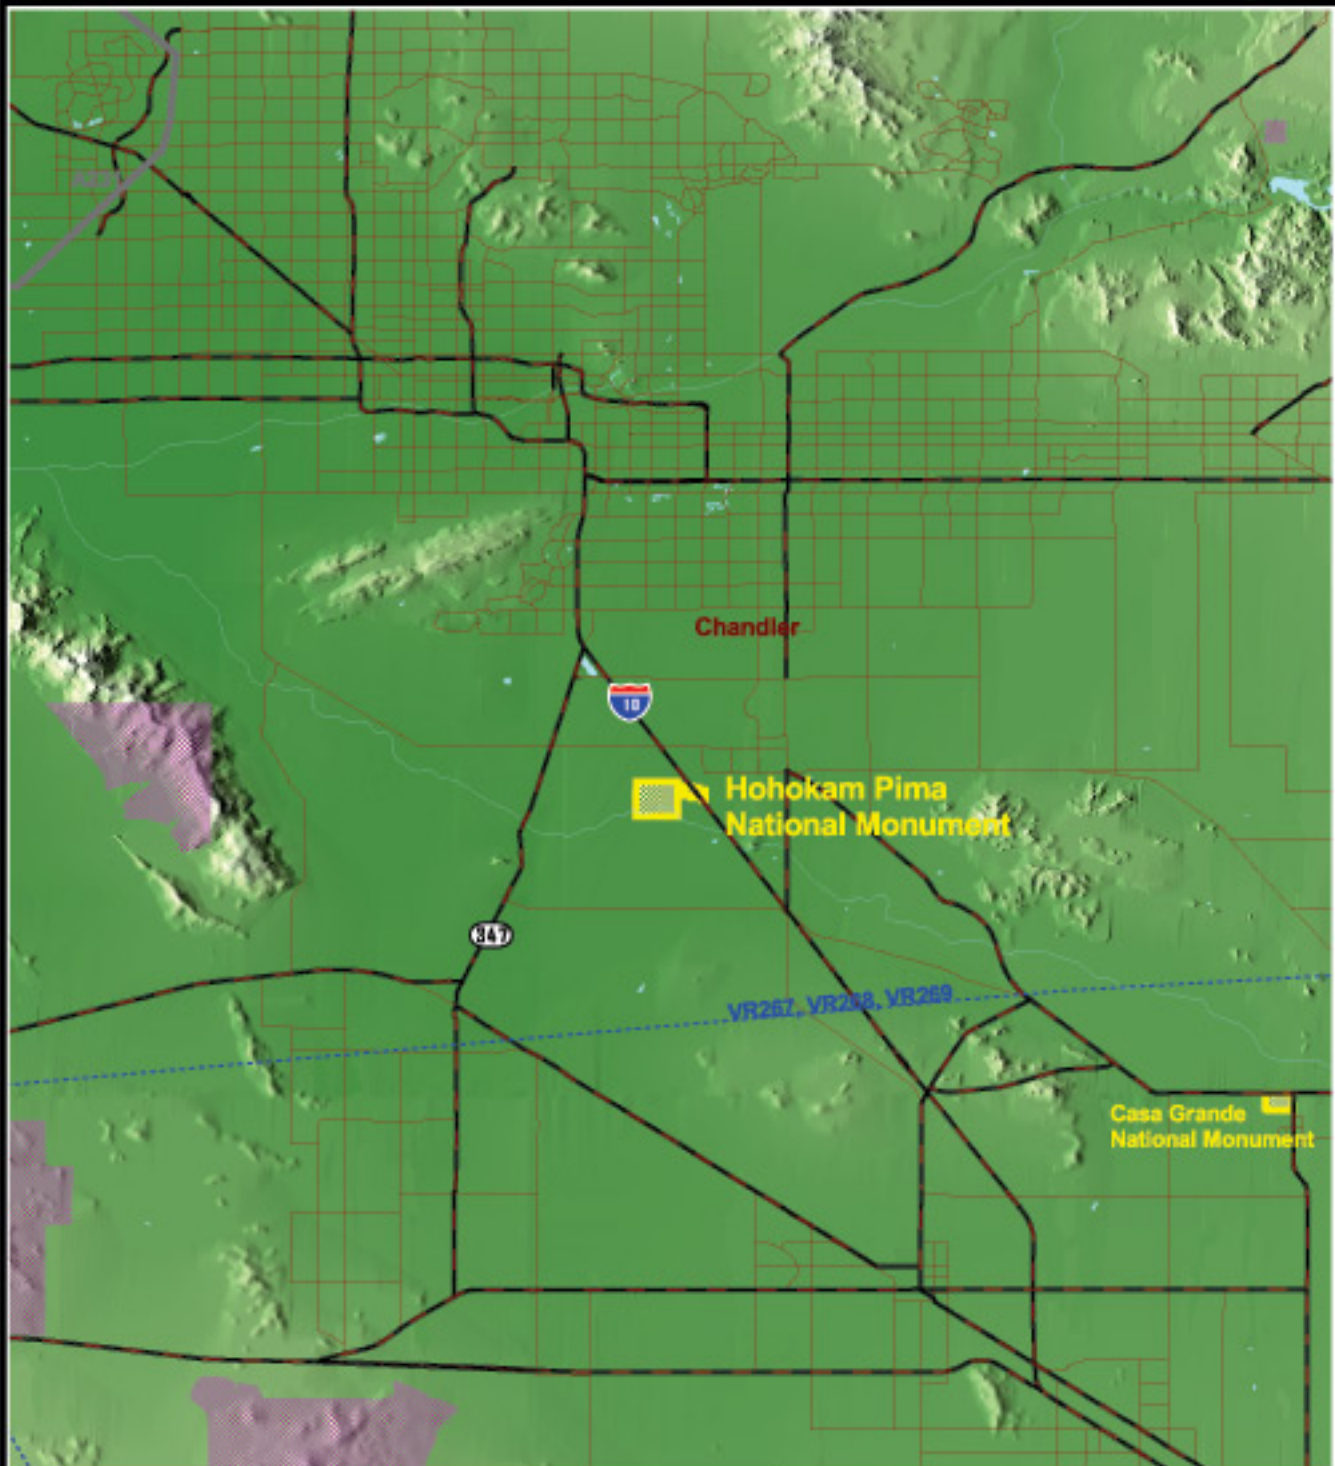 Chandler
10
Hohokam Pima
National Monument
347
VR267, VR268, VR269
Casa Grande
National Monument